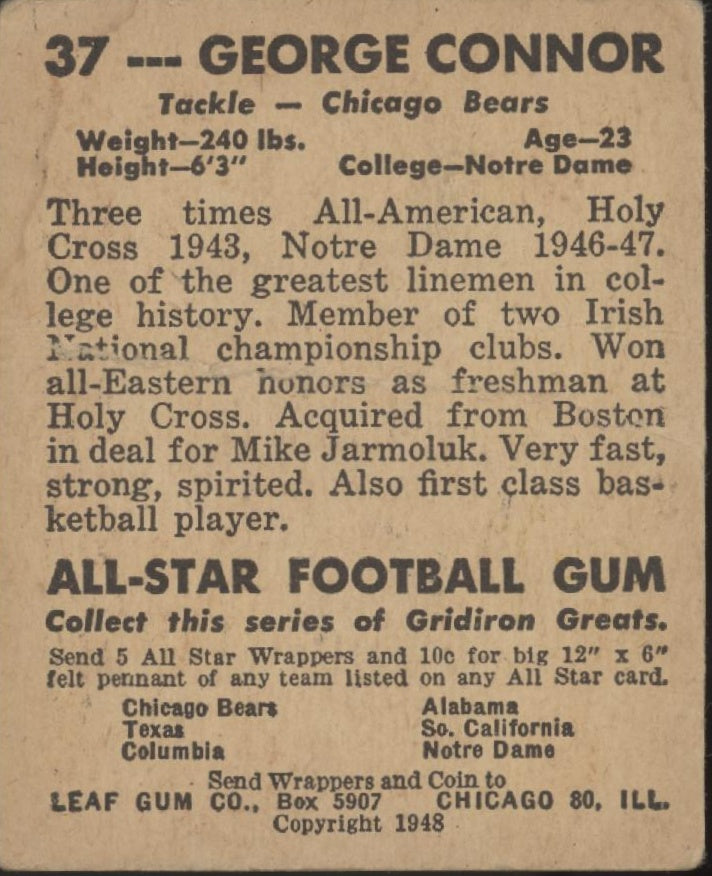 37 --- GEORGE CONNOR
Tackle — Chicago Bears
Weight—240 lbs. Age—23
Height—6'3" College—Notre Dame
Three times All-American, Holy
Cross 1943, Notre Dame 1946-47.
One of the greatest linemen in col-
lege history. Member of two Irish
National championship clubs. Won
all-Eastern honors as freshman at
Holy Cross. Acquired from Boston
in deal for Mike Jarmoluk. Very fast,
strong, spirited. Also first class bas-
ketball player.
ALL-STAR FOOTBALL GUM
Collect this series of Gridiron Greats.
Send 5 All Star Wrappers and 10c for big 12" x 6"
felt pennant of any team listed on any All Star card.
Chicago Bears Alabama
Texas So. California
Columbia Notre Dame
Send Wrappers and Coin to
LEAF GUM CO., Box 5907 CHICAGO 80, ILL.
Copyright 1948